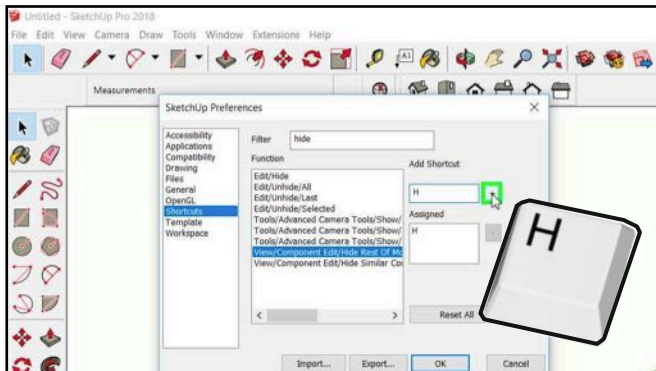 Untitled - SketchUp Pro 2018
File Edit View Camera Draw Tools Window Extensions Help
A1
Measurements
SketchUp Preferences
Accessibility
Applications
Compatibility
Drawing
Files
General
OpenGL
Shortcuts
Template
Workspace
Filter hide
Function
Edit/Hide
Edit/Unhide/All
Edit/Unhide/Last
Edit/Unhide/Selected
Tools/Advanced Camera Tools/Show/
Tools/Advanced Camera Tools/Show/
Tools/Advanced Camera Tools/Show/
View/Component Edit/Hide Rest Of Mo
View/Component Edit/Hide Similar Co
Add Shortcut
H
Assigned
H
Reset All
Import... Export... OK Cancel
H